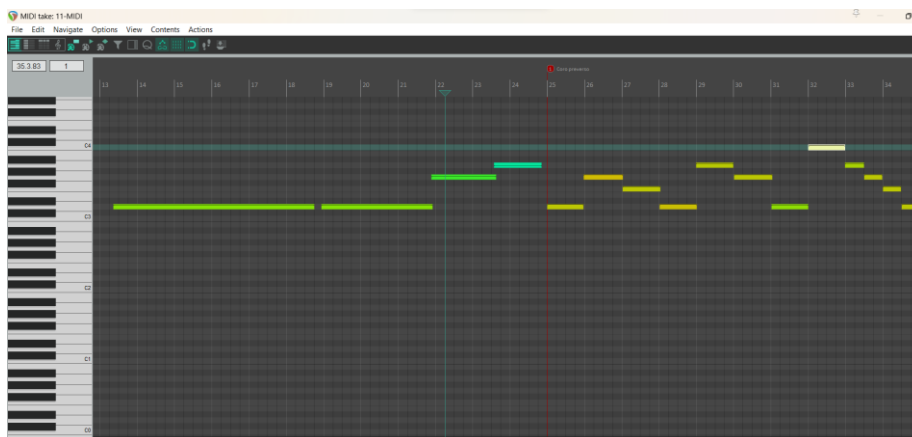 MIDI take: 11-MIDI
File Edit Navigate Options View Contents Actions
35.3.83 1
13 14 15 16 17 18 19 20 21 22 23 24 25 26 27 28 29 30 31 32 33 34
C4
C3
C2
C1
C0